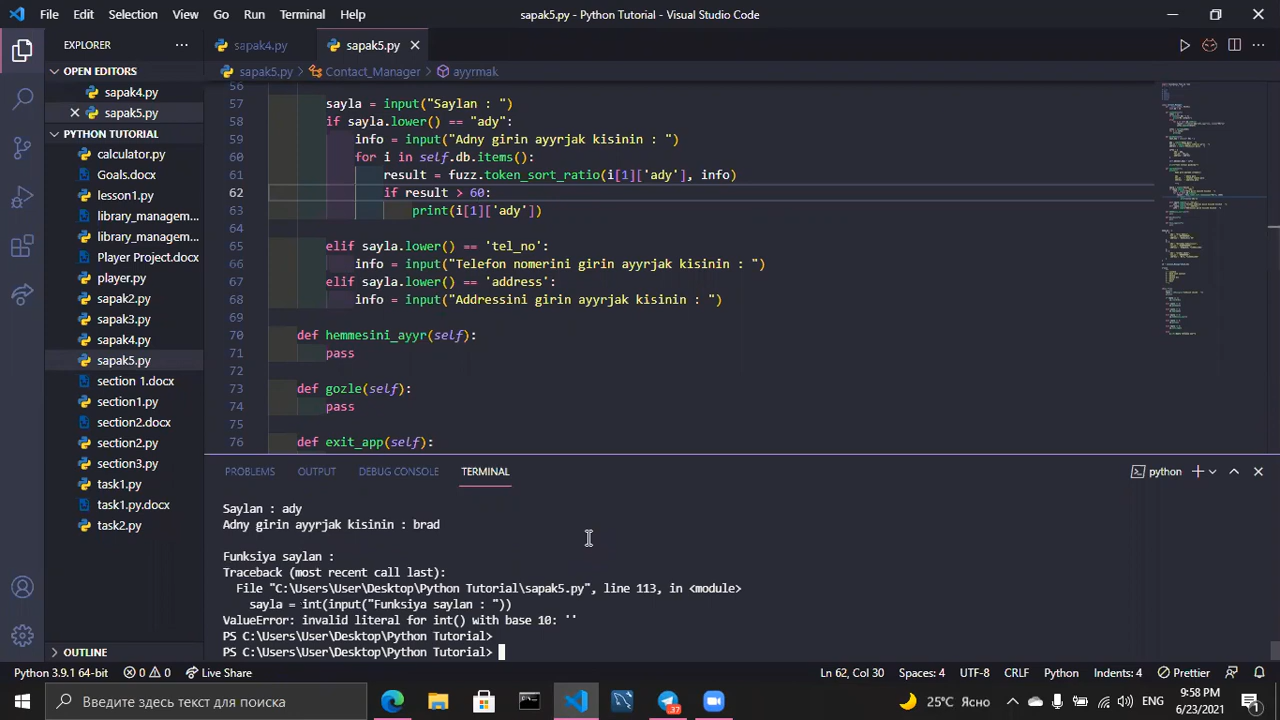 File Edit Selection View Go Run Terminal Help sapak5.py - Python Tutorial - Visual Studio Code
EXPLORER
OPEN EDITORS
sapak4.py
sapak5.py
PYTHON TUTORIAL
calculator.py
Goals.docx
lesson1.py
library_managem...
library_managem...
Player Project.docx
player.py
sapak2.py
sapak3.py
sapak4.py
sapak5.py
section 1.docx
section1.py
section2.docx
section2.py
section3.py
task1.py
task1.py.docx
task2.py
OUTLINE
sapak4.py sapak5.py
sapak5.py > Contact_Manager > ayyrmak
56
57 sayla = input("Saylan : ")
58 if sayla.lower() == "ady":
59 info = input("Adny girin ayyrjak kisinin : ")
60 for i in self.db.items():
61 result = fuzz.token_sort_ratio(i[1]['ady'], info)
62 if result > 60:
63 print(i[1]['ady'])
64
65 elif sayla.lower() == 'tel_no':
66 info = input("Telefon nomerini girin ayyrjak kisinin : ")
67 elif sayla.lower() == 'address':
68 info = input("Addressini girin ayyrjak kisinin : ")
69
70 def hemmesini_ayyr(self):
71 pass
72
73 def gozle(self):
74 pass
75
76 def exit_app(self):
PROBLEMS OUTPUT DEBUG CONSOLE TERMINAL python
Saylan : ady
Adny girin ayyrjak kisinin : brad
Funksiya saylan :
Traceback (most recent call last):
File "C:\Users\User\Desktop\Python Tutorial\sapak5.py", line 113, in <module>
sayla = int(input("Funksiya saylan : "))
ValueError: invalid literal for int() with base 10: ''
PS C:\Users\User\Desktop\Python Tutorial>
PS C:\Users\User\Desktop\Python Tutorial>
Python 3.9.1 64-bit 0 0 Live Share Ln 62, Col 30 Spaces: 4 UTF-8 CRLF Python Indents: 4 Prettier
Введите здесь текст для поиска 37 25°C Ясно ENG 9:58 PM
6/23/2021 1